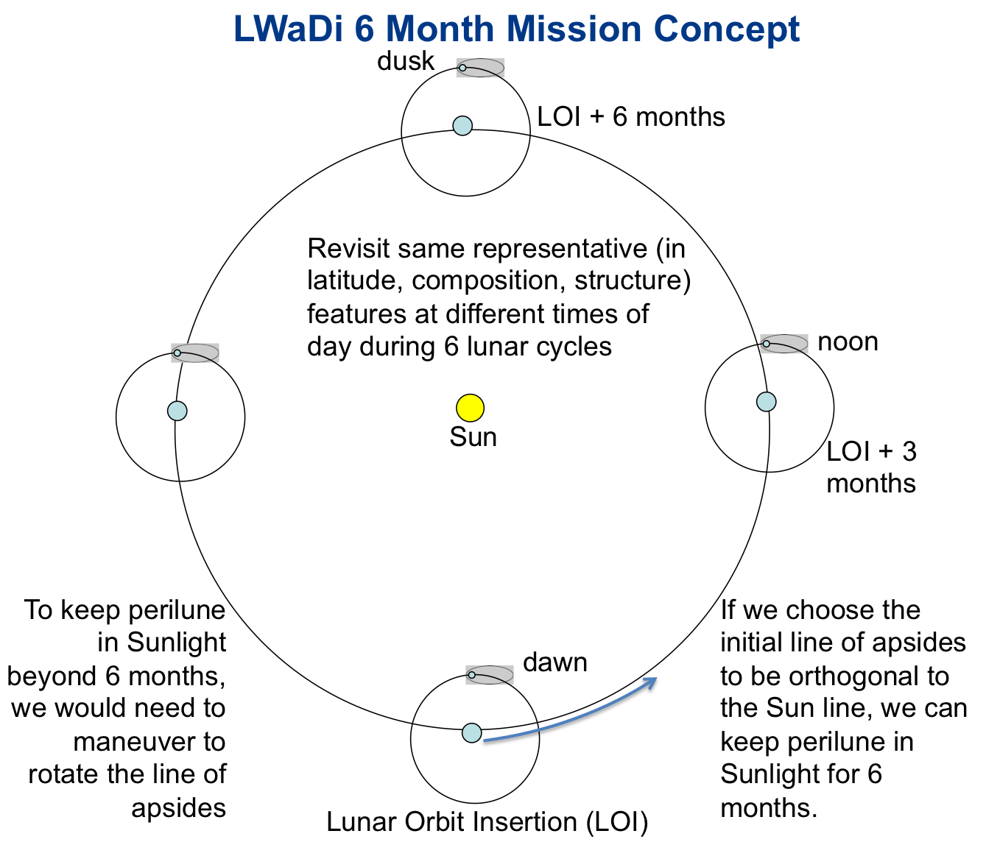 LWaDi 6 Month Mission Concept
dusk
LOI + 6 months
Revisit same representative (in
latitude, composition, structure)
features at different times of
day during 6 lunar cycles
noon
Sun
LOI + 3
months
To keep perilune
in Sunlight
beyond 6 months,
we would need to
maneuver to
rotate the line of
apsides
dawn
If we choose the
initial line of apsides
to be orthogonal to
the Sun line, we can
keep perilune in
Sunlight for 6
months.
Lunar Orbit Insertion (LOI)